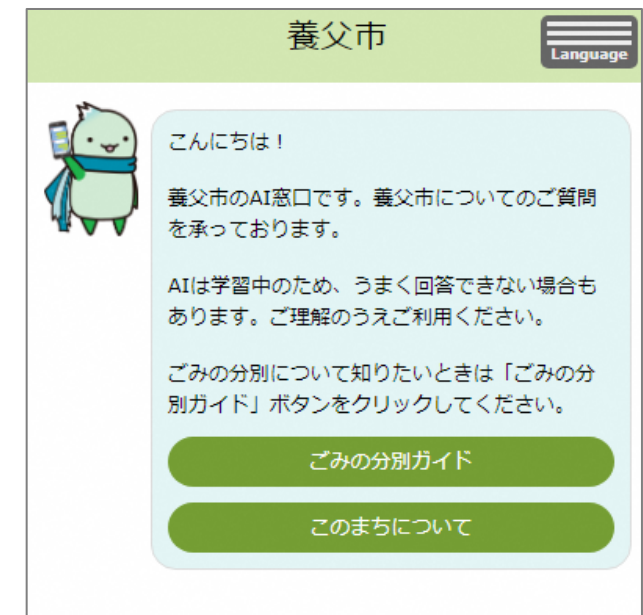 養父市
Language
こんにちは！
養父市のAI窓口です。養父市についてのご質問
を承っております。
AIは学習中のため、うまく回答できない場合も
あります。ご理解のうえご利用ください。
ごみの分別について知りたいときは「ごみの分
別ガイド」ボタンをクリックしてください。
ごみの分別ガイド
このまちについて